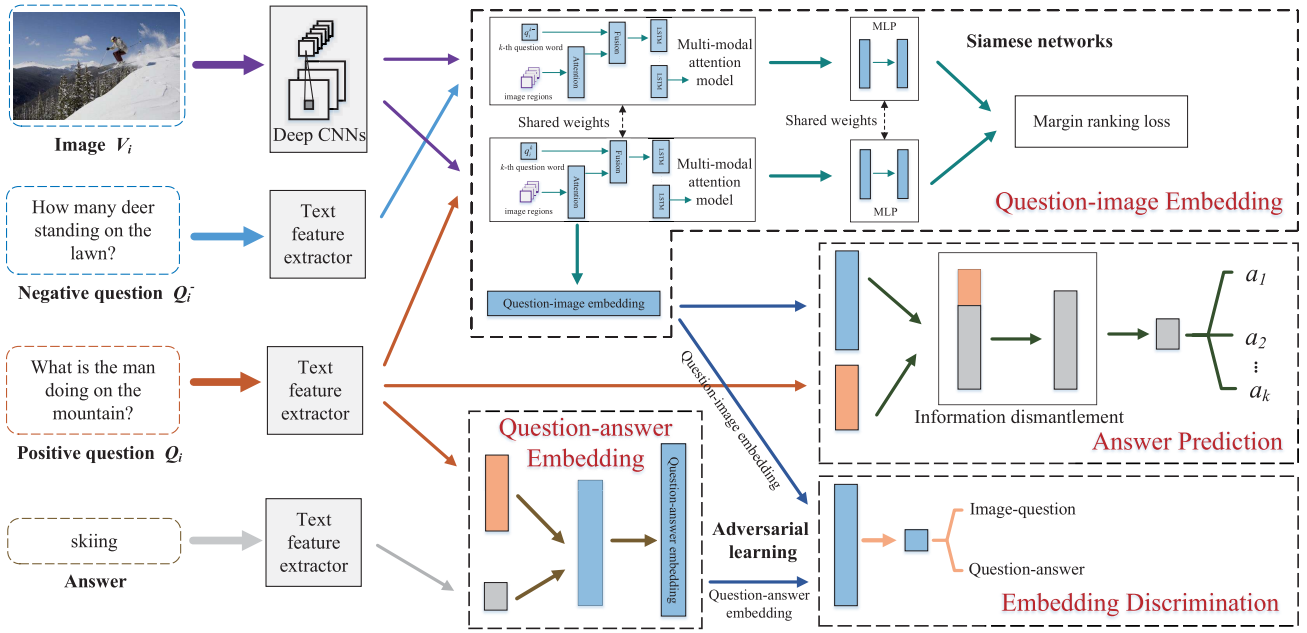 Image V_i
Deep CNNs
How many deer
standing on the
lawn?
Negative question Q_i^-
Text
feature
extractor
What is the man
doing on the
mountain?
Positive question Q_i
Text
feature
extractor
skiing
Answer
Text
feature
extractor
q_i^{k-}
k-th question word
image regions
Attention
Fusion
LSTM
LSTM
Multi-modal
attention
model
Shared weights
q_i^k
k-th question word
image regions
Attention
Fusion
LSTM
LSTM
Multi-modal
attention
model
MLP
Shared weights
MLP
Siamese networks
Margin ranking loss
Question-image Embedding
Question-image embedding
Question-image embedding
Information dismantlement
a_1
a_2
⋮
a_k
Answer Prediction
Question-answer
Embedding
Question-answer embedding
Adversarial
learning
Question-answer
embedding
Image-question
Question-answer
Embedding Discrimination